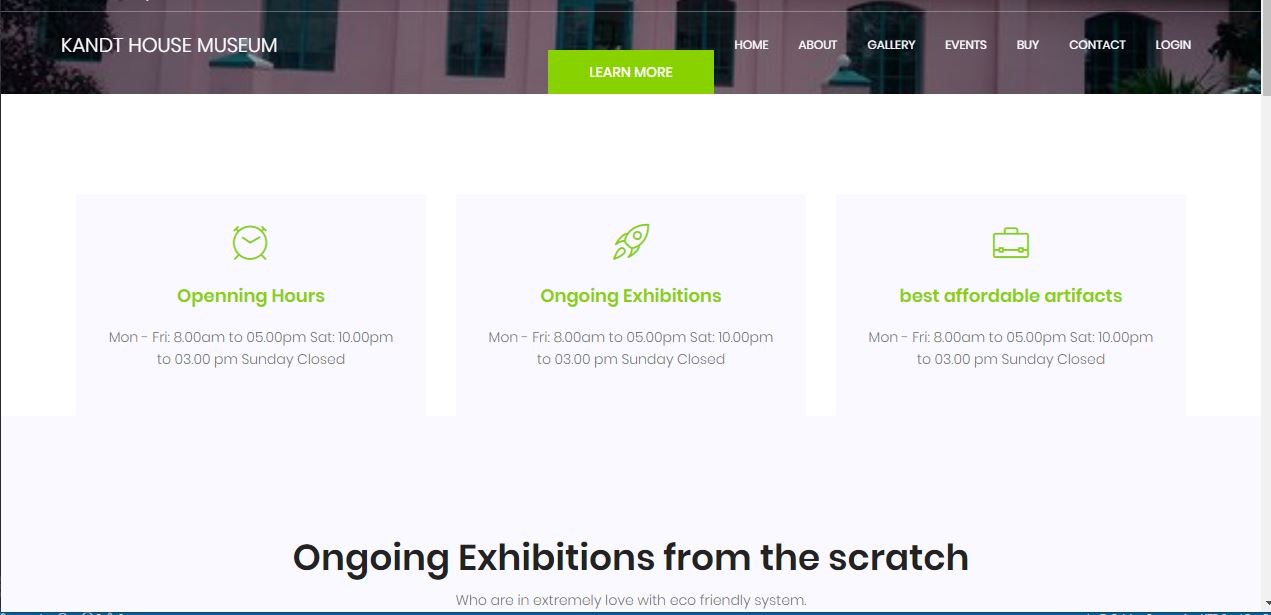 KANDT HOUSE MUSEUM
HOME ABOUT GALLERY EVENTS BUY CONTACT LOGIN
LEARN MORE
Openning Hours
Mon - Fri: 8.00am to 05.00pm Sat: 10.00pm
to 03.00 pm Sunday Closed
Ongoing Exhibitions
Mon - Fri: 8.00am to 05.00pm Sat: 10.00pm
to 03.00 pm Sunday Closed
best affordable artifacts
Mon - Fri: 8.00am to 05.00pm Sat: 10.00pm
to 03.00 pm Sunday Closed
Ongoing Exhibitions from the scratch
Who are in extremely love with eco friendly system.